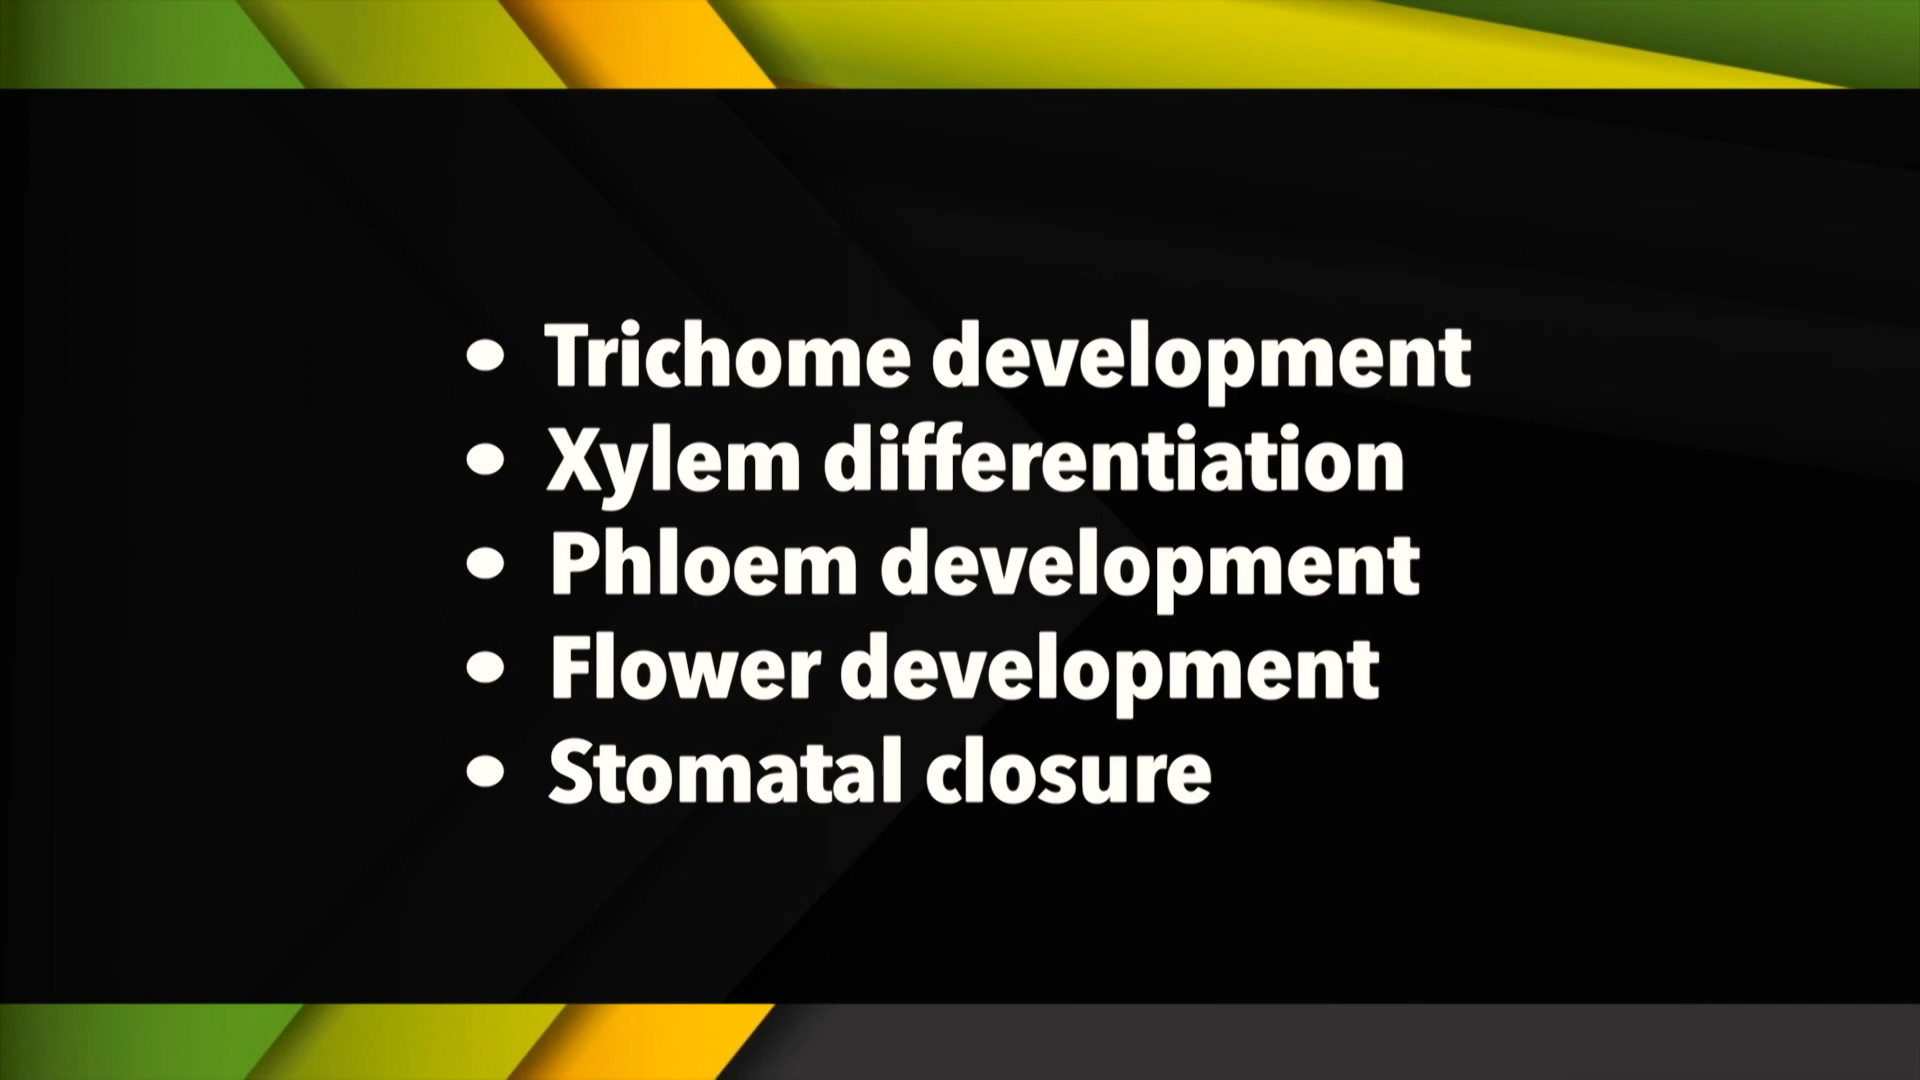 • Trichome development
• Xylem differentiation
• Phloem development
• Flower development
• Stomatal closure